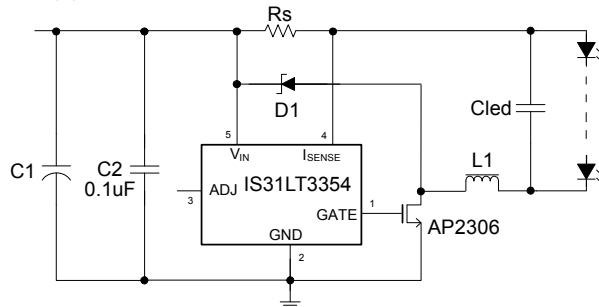 Rs
D1
Cled
5
4
VIN
ISENSE
C1
C2
0.1uF
IS31LT3354
ADJ
3
L1
GATE
1
AP2306
GND
2